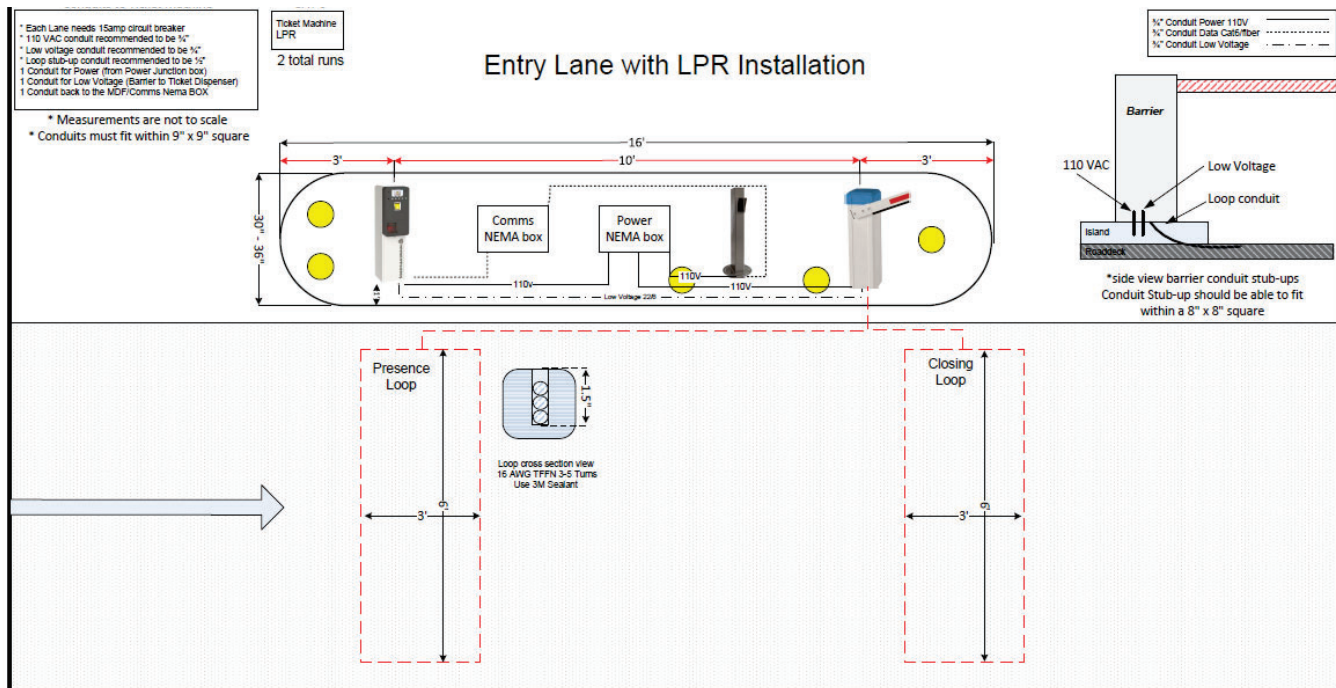 * Each Lane needs 15amp circuit breaker
* 110 VAC conduit recommended to be ¾"
* Low voltage conduit recommended to be ¾"
* Loop stub-up conduit recommended to be ½"
1 Conduit for Power (from Power Junction box)
1 Conduit for Low Voltage (Barrier to Ticket Dispenser)
1 Conduit back to the MDF/Comms Nema BOX
* Measurements are not to scale
* Conduits must fit within 9" x 9" square
Ticket Machine
LPR
2 total runs
Entry Lane with LPR Installation
¾" Conduit Power 110V
¾" Conduit Data Cat6/fiber
¾" Conduit Low Voltage
Barrier
110 VAC
Low Voltage
Loop conduit
Island
Roaddeck
*side view barrier conduit stub-ups
Conduit Stub-up should be able to fit
within a 8" x 8" square
16'
3'
10'
3'
30" - 36"
Comms
NEMA box
Power
NEMA box
110v
110V
110V
Low Voltage 22/6
Presence
Loop
1.5"
Loop cross section view
16 AWG TFFN 3-5 Turns
Use 3M Sealant
Closing
Loop
3'
3'